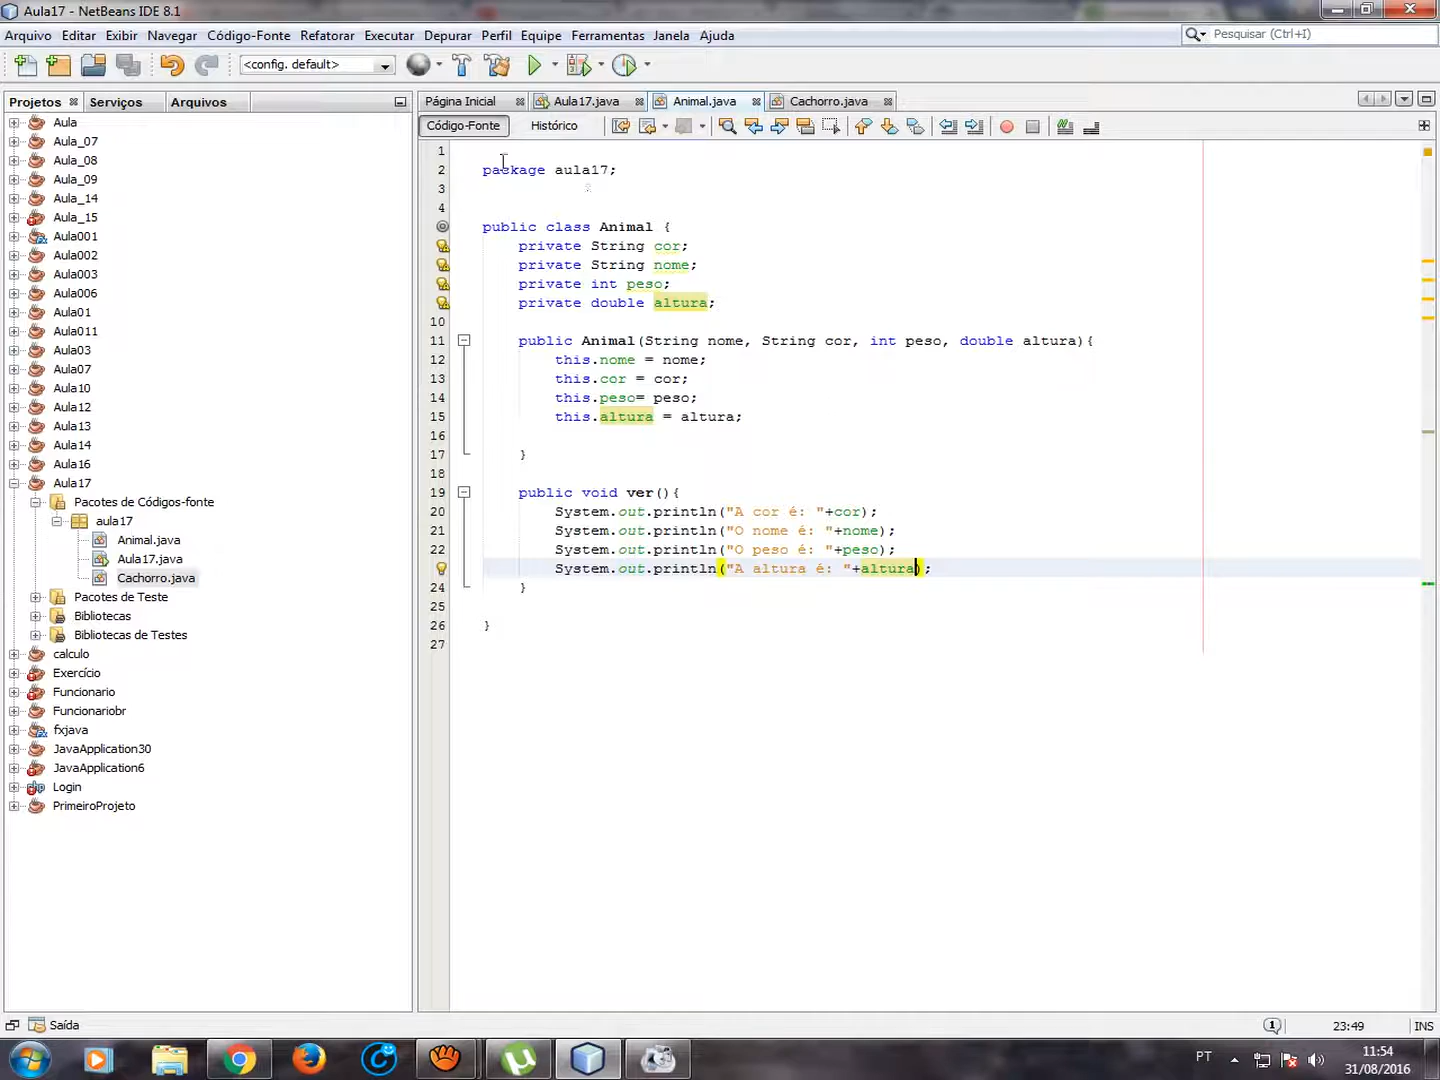 Aula17 - NetBeans IDE 8.1
Arquivo Editar Exibir Navegar Código-Fonte Refatorar Executar Depurar Perfil Equipe Ferramentas Janela Ajuda
Pesquisar (Ctrl+I)
<config. default>
Projetos Serviços Arquivos
Página Inicial Aula17.java Animal.java Cachorro.java
Código-Fonte Histórico
Aula
Aula_07
Aula_08
Aula_09
Aula_14
Aula_15
Aula001
Aula002
Aula003
Aula006
Aula01
Aula011
Aula03
Aula07
Aula10
Aula12
Aula13
Aula14
Aula16
Aula17
Pacotes de Códigos-fonte
aula17
Animal.java
Aula17.java
Cachorro.java
Pacotes de Teste
Bibliotecas
Bibliotecas de Testes
calculo
Exercício
Funcionario
Funcionariobr
fxjava
JavaApplication30
JavaApplication6
Login
PrimeiroProjeto
1
2 package aula17;
3
4
public class Animal {
private String cor;
private String nome;
private int peso;
private double altura;
10
11 public Animal(String nome, String cor, int peso, double altura){
12 this.nome = nome;
13 this.cor = cor;
14 this.peso= peso;
15 this.altura = altura;
16
17 }
18
19 public void ver(){
20 System.out.println("A cor é: "+cor);
21 System.out.println("O nome é: "+nome);
22 System.out.println("O peso é: "+peso);
System.out.println("A altura é: "+altura);
24 }
25
26 }
27
Saída
1
23:49 INS
PT
11:54
31/08/2016